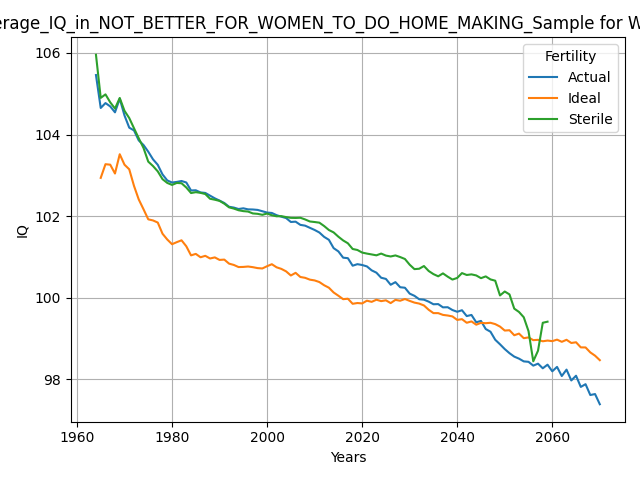 erage_IQ_in_NOT_BETTER_FOR_WOMEN_TO_DO_HOME_MAKING_Sample for W
Fertility
Actual
Ideal
Sterile
106
104
102
100
98
IQ
1960
1980
2000
2020
2040
2060
Years